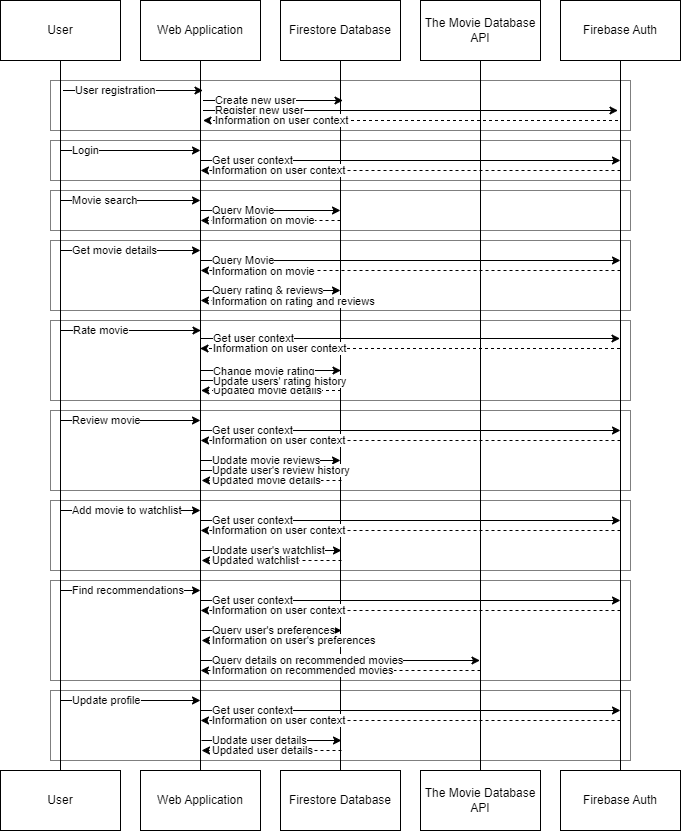 User
Web Application
Firestore Database
The Movie Database
API
Firebase Auth
User registration
Create new user
Register new user
Information on user context
Login
Get user context
Information on user context
Movie search
Query Movie
Information on movie
Get movie details
Query Movie
Information on movie
Query rating & reviews
Information on rating and reviews
Rate movie
Get user context
Information on user context
Change movie rating
Update users' rating history
Updated movie details
Review movie
Get user context
Information on user context
Update movie reviews
Update user's review history
Updated movie details
Add movie to watchlist
Get user context
Information on user context
Update user's watchlist
Updated watchlist
Find recommendations
Get user context
Information on user context
Query user's preferences
Information on user's preferences
Query details on recommended movies
Information on recommended movies
Update profile
Get user context
Information on user context
Update user details
Updated user details
User
Web Application
Firestore Database
The Movie Database
API
Firebase Auth